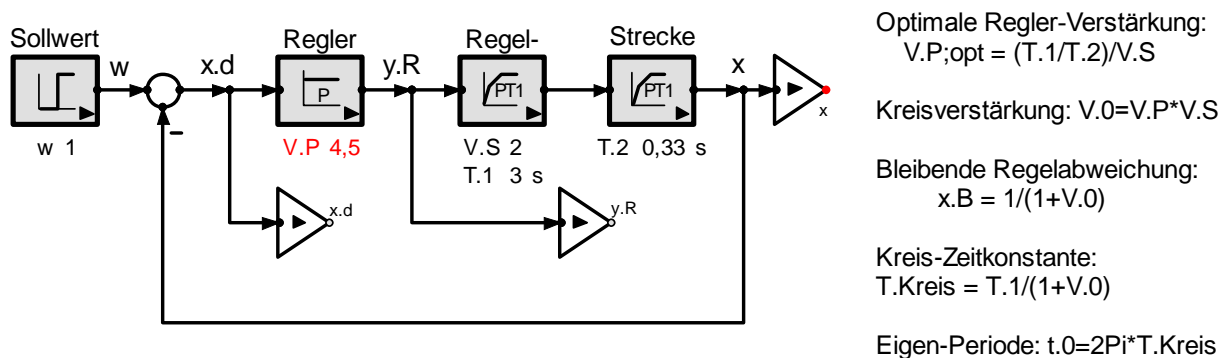 Sollwert
Regler
Regel-
Strecke
w
x.d
y.R
x
P
PT1
PT1
x
w 1
V.P 4,5
V.S 2
T.1 3 s
T.2 0,33 s
x.d
y.R
Optimale Regler-Verstärkung:
V.P;opt = (T.1/T.2)/V.S
Kreisverstärkung: V.0=V.P*V.S
Bleibende Regelabweichung:
x.B = 1/(1+V.0)
Kreis-Zeitkonstante:
T.Kreis = T.1/(1+V.0)
Eigen-Periode: t.0=2Pi*T.Kreis